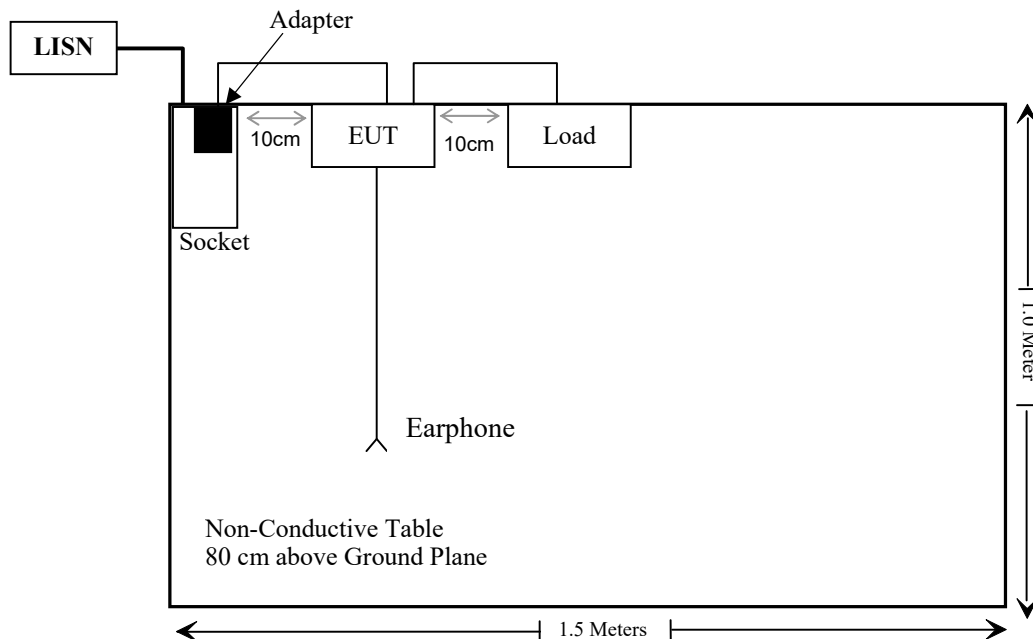 Adapter
LISN
10cm
EUT
10cm
Load
Socket
1.0 Meter
Earphone
Non-Conductive Table
80 cm above Ground Plane
1.5 Meters